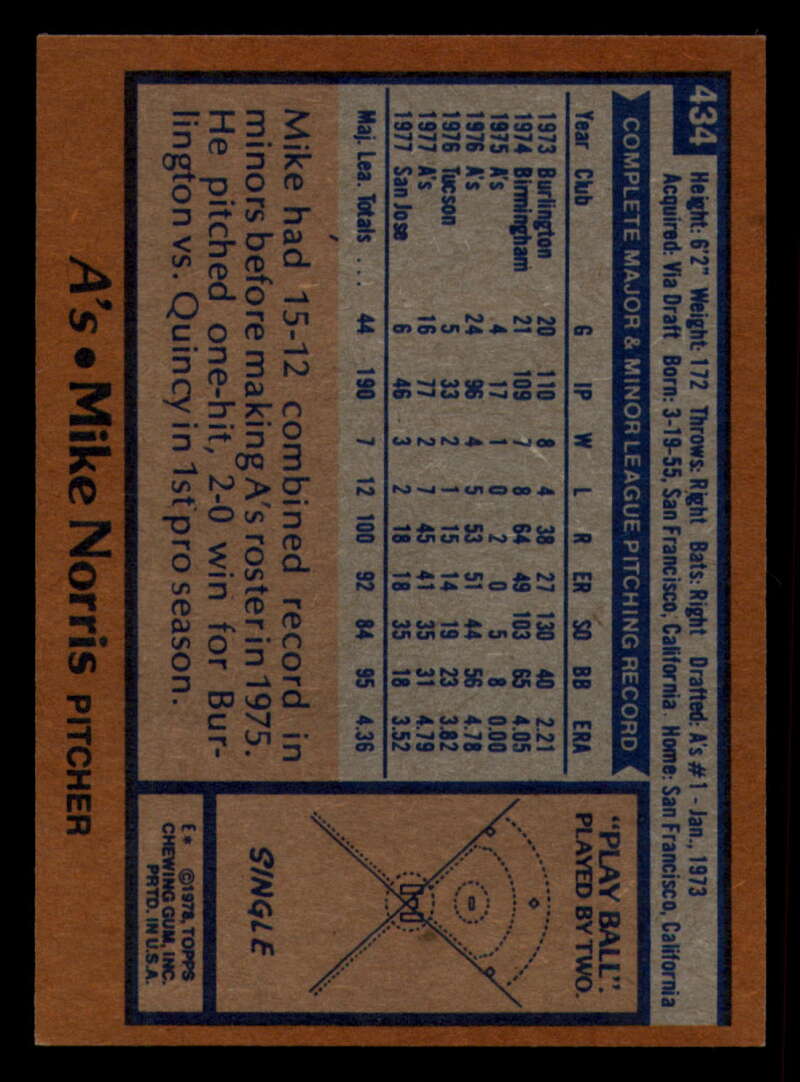 434
Height: 6'2" Weight: 172 Throws: Right Bats: Right Drafted: A's #1 - Jan., 1973
Acquired: Via Draft Born: 3-19-55, San Francisco, California Home: San Francisco, California
COMPLETE MAJOR & MINOR LEAGUE PITCHING RECORD
Year Club G IP W L R ER SO BB ERA
1973 Burlington 20 110 8 4 38 27 130 40 2.21
1974 Birmingham 21 109 7 8 64 49 103 65 4.05
1975 A's 4 17 1 0 2 0 5 8 0.00
1976 A's 24 96 4 5 53 51 44 56 4.78
1976 Tucson 5 33 2 1 15 14 19 23 3.82
1977 A's 16 77 2 7 45 41 35 31 4.79
1977 San Jose 6 46 3 2 18 18 35 18 3.52
Maj. Lea. Totals ... 44 190 7 12 100 92 84 95 4.36
Mike had 15-12 combined record in
minors before making A's roster in 1975.
He pitched one-hit, 2-0 win for Bur-
lington vs. Quincy in 1st pro season.
"PLAY BALL".
PLAYED BY TWO.
SINGLE
E* ©1978, TOPPS
CHEWING GUM, INC.
PRTD. IN U.S.A.
A's • Mike Norris PITCHER